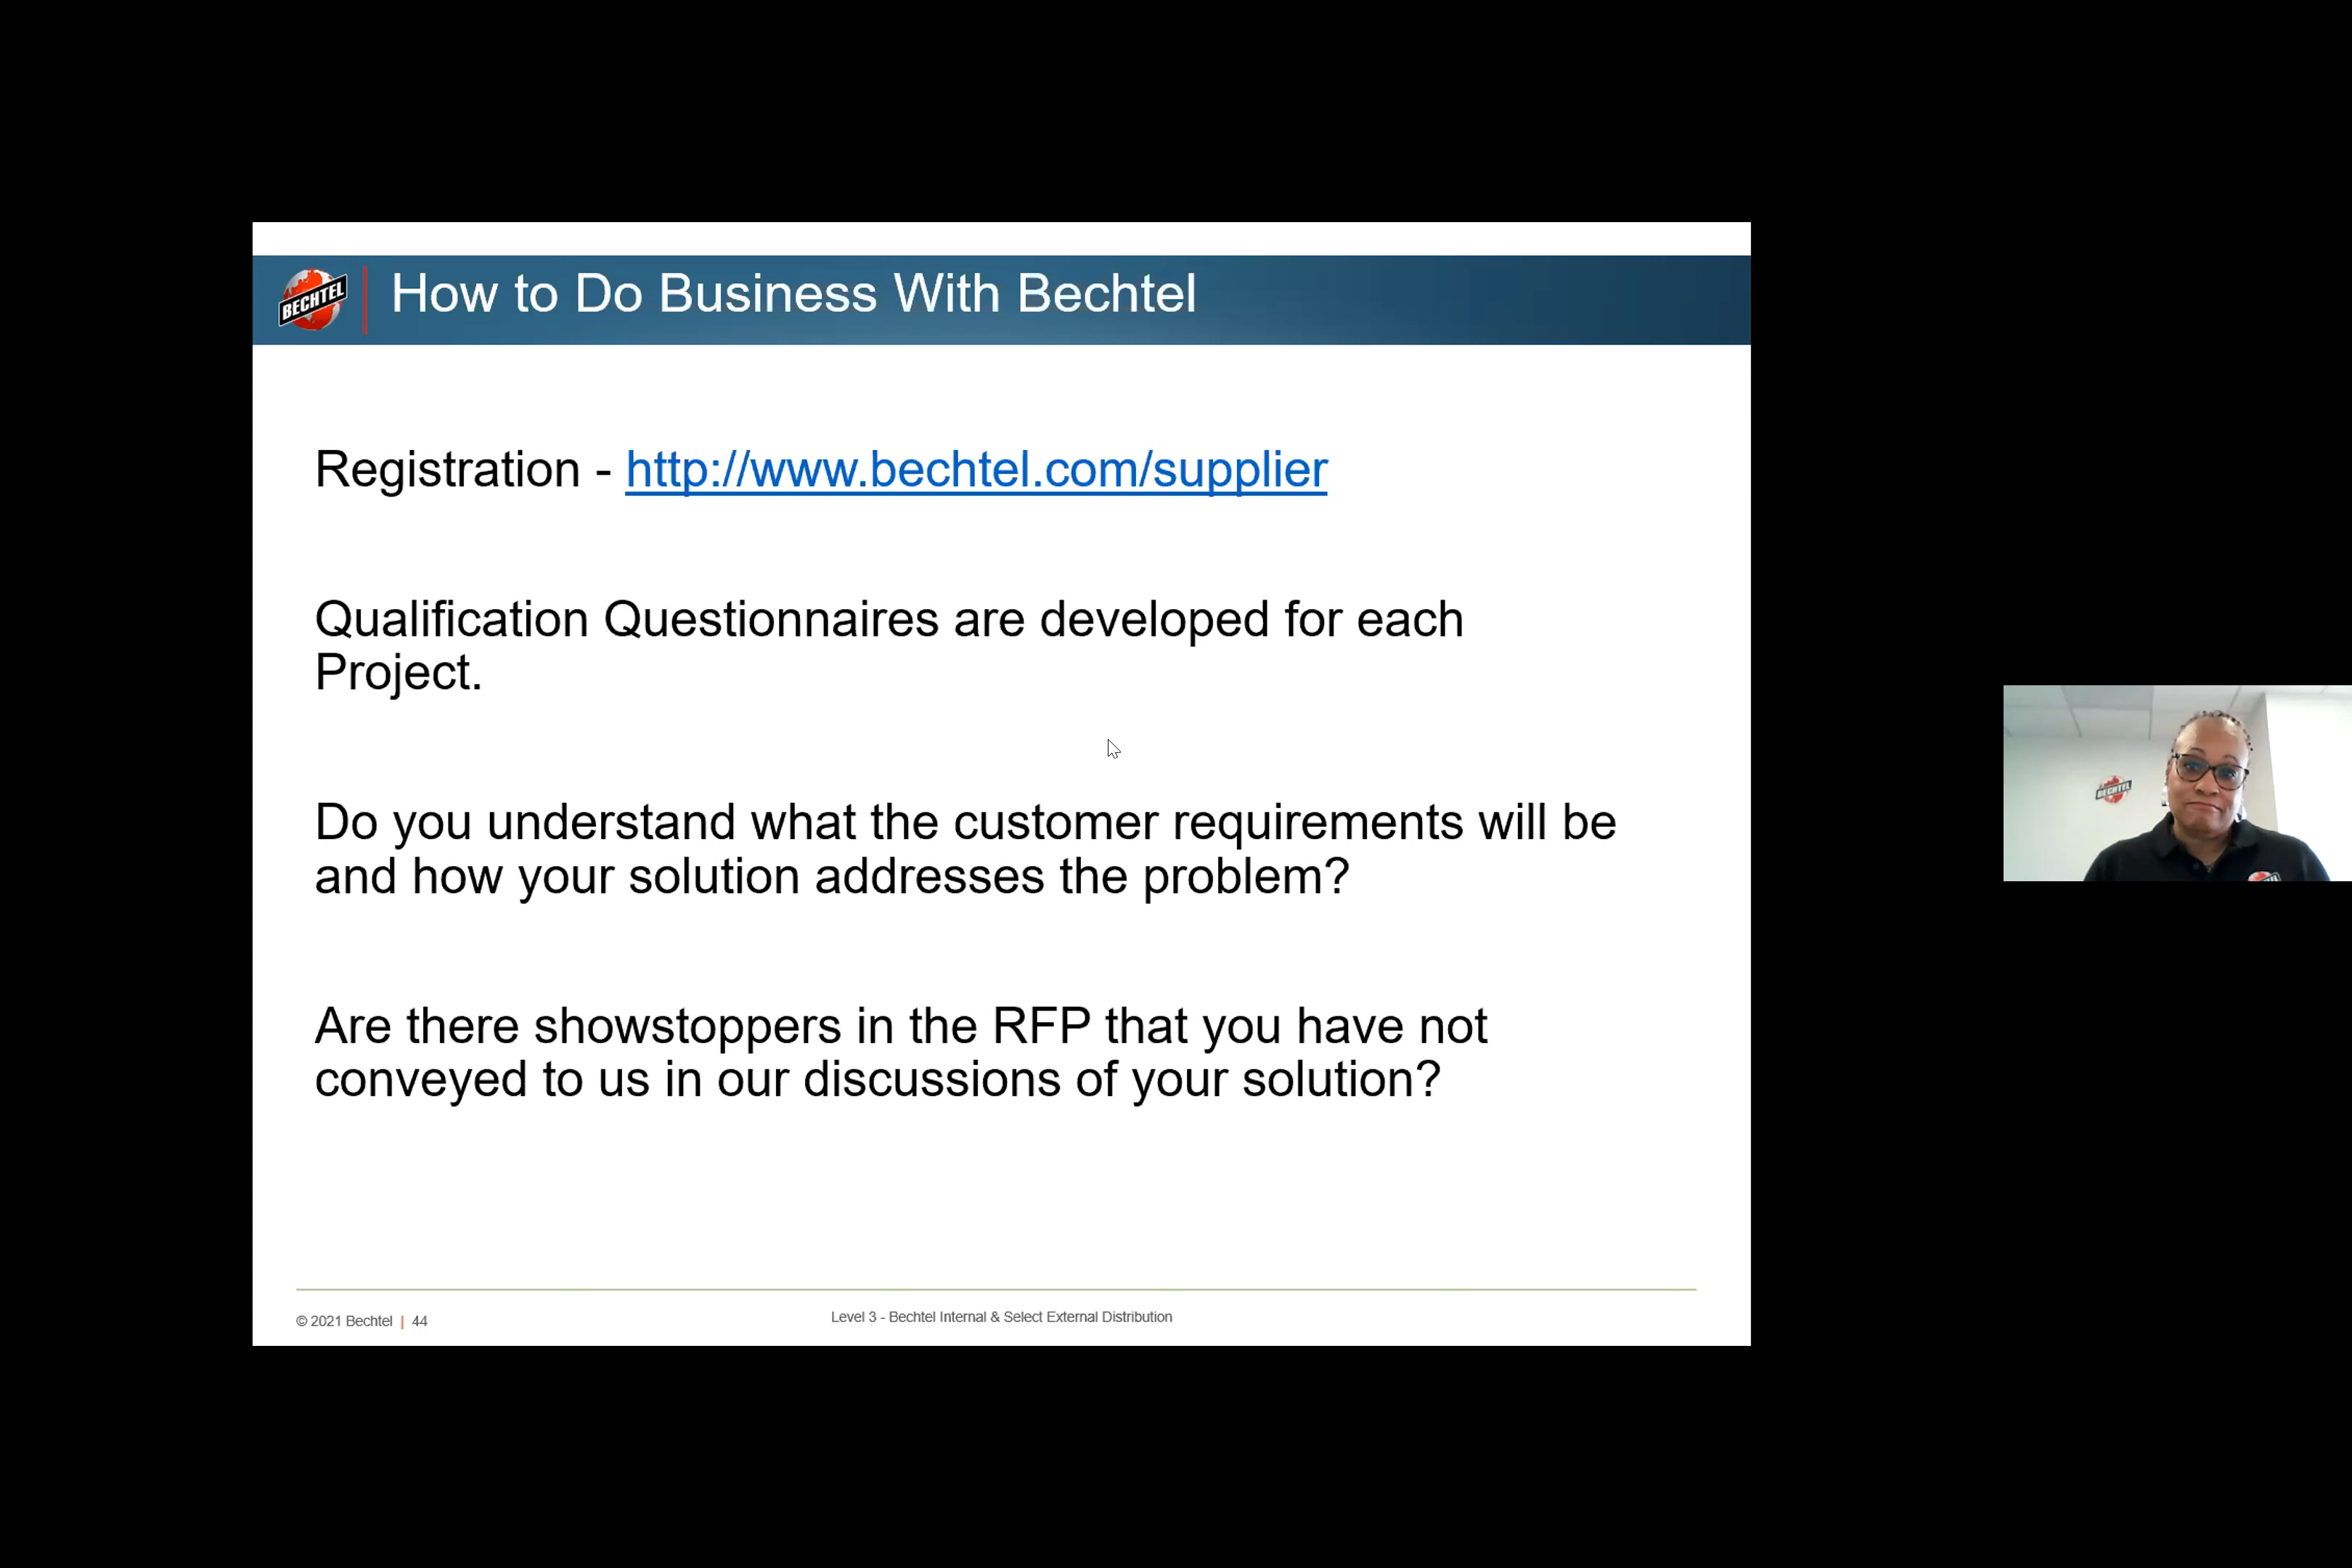 BECHTEL
How to Do Business With Bechtel
Registration - http://www.bechtel.com/supplier
Qualification Questionnaires are developed for each
Project.
BECHTEL
Do you understand what the customer requirements will be
and how your solution addresses the problem?
Are there showstoppers in the RFP that you have not
conveyed to us in our discussions of your solution?
© 2021 Bechtel | 44
Level 3 - Bechtel Internal & Select External Distribution